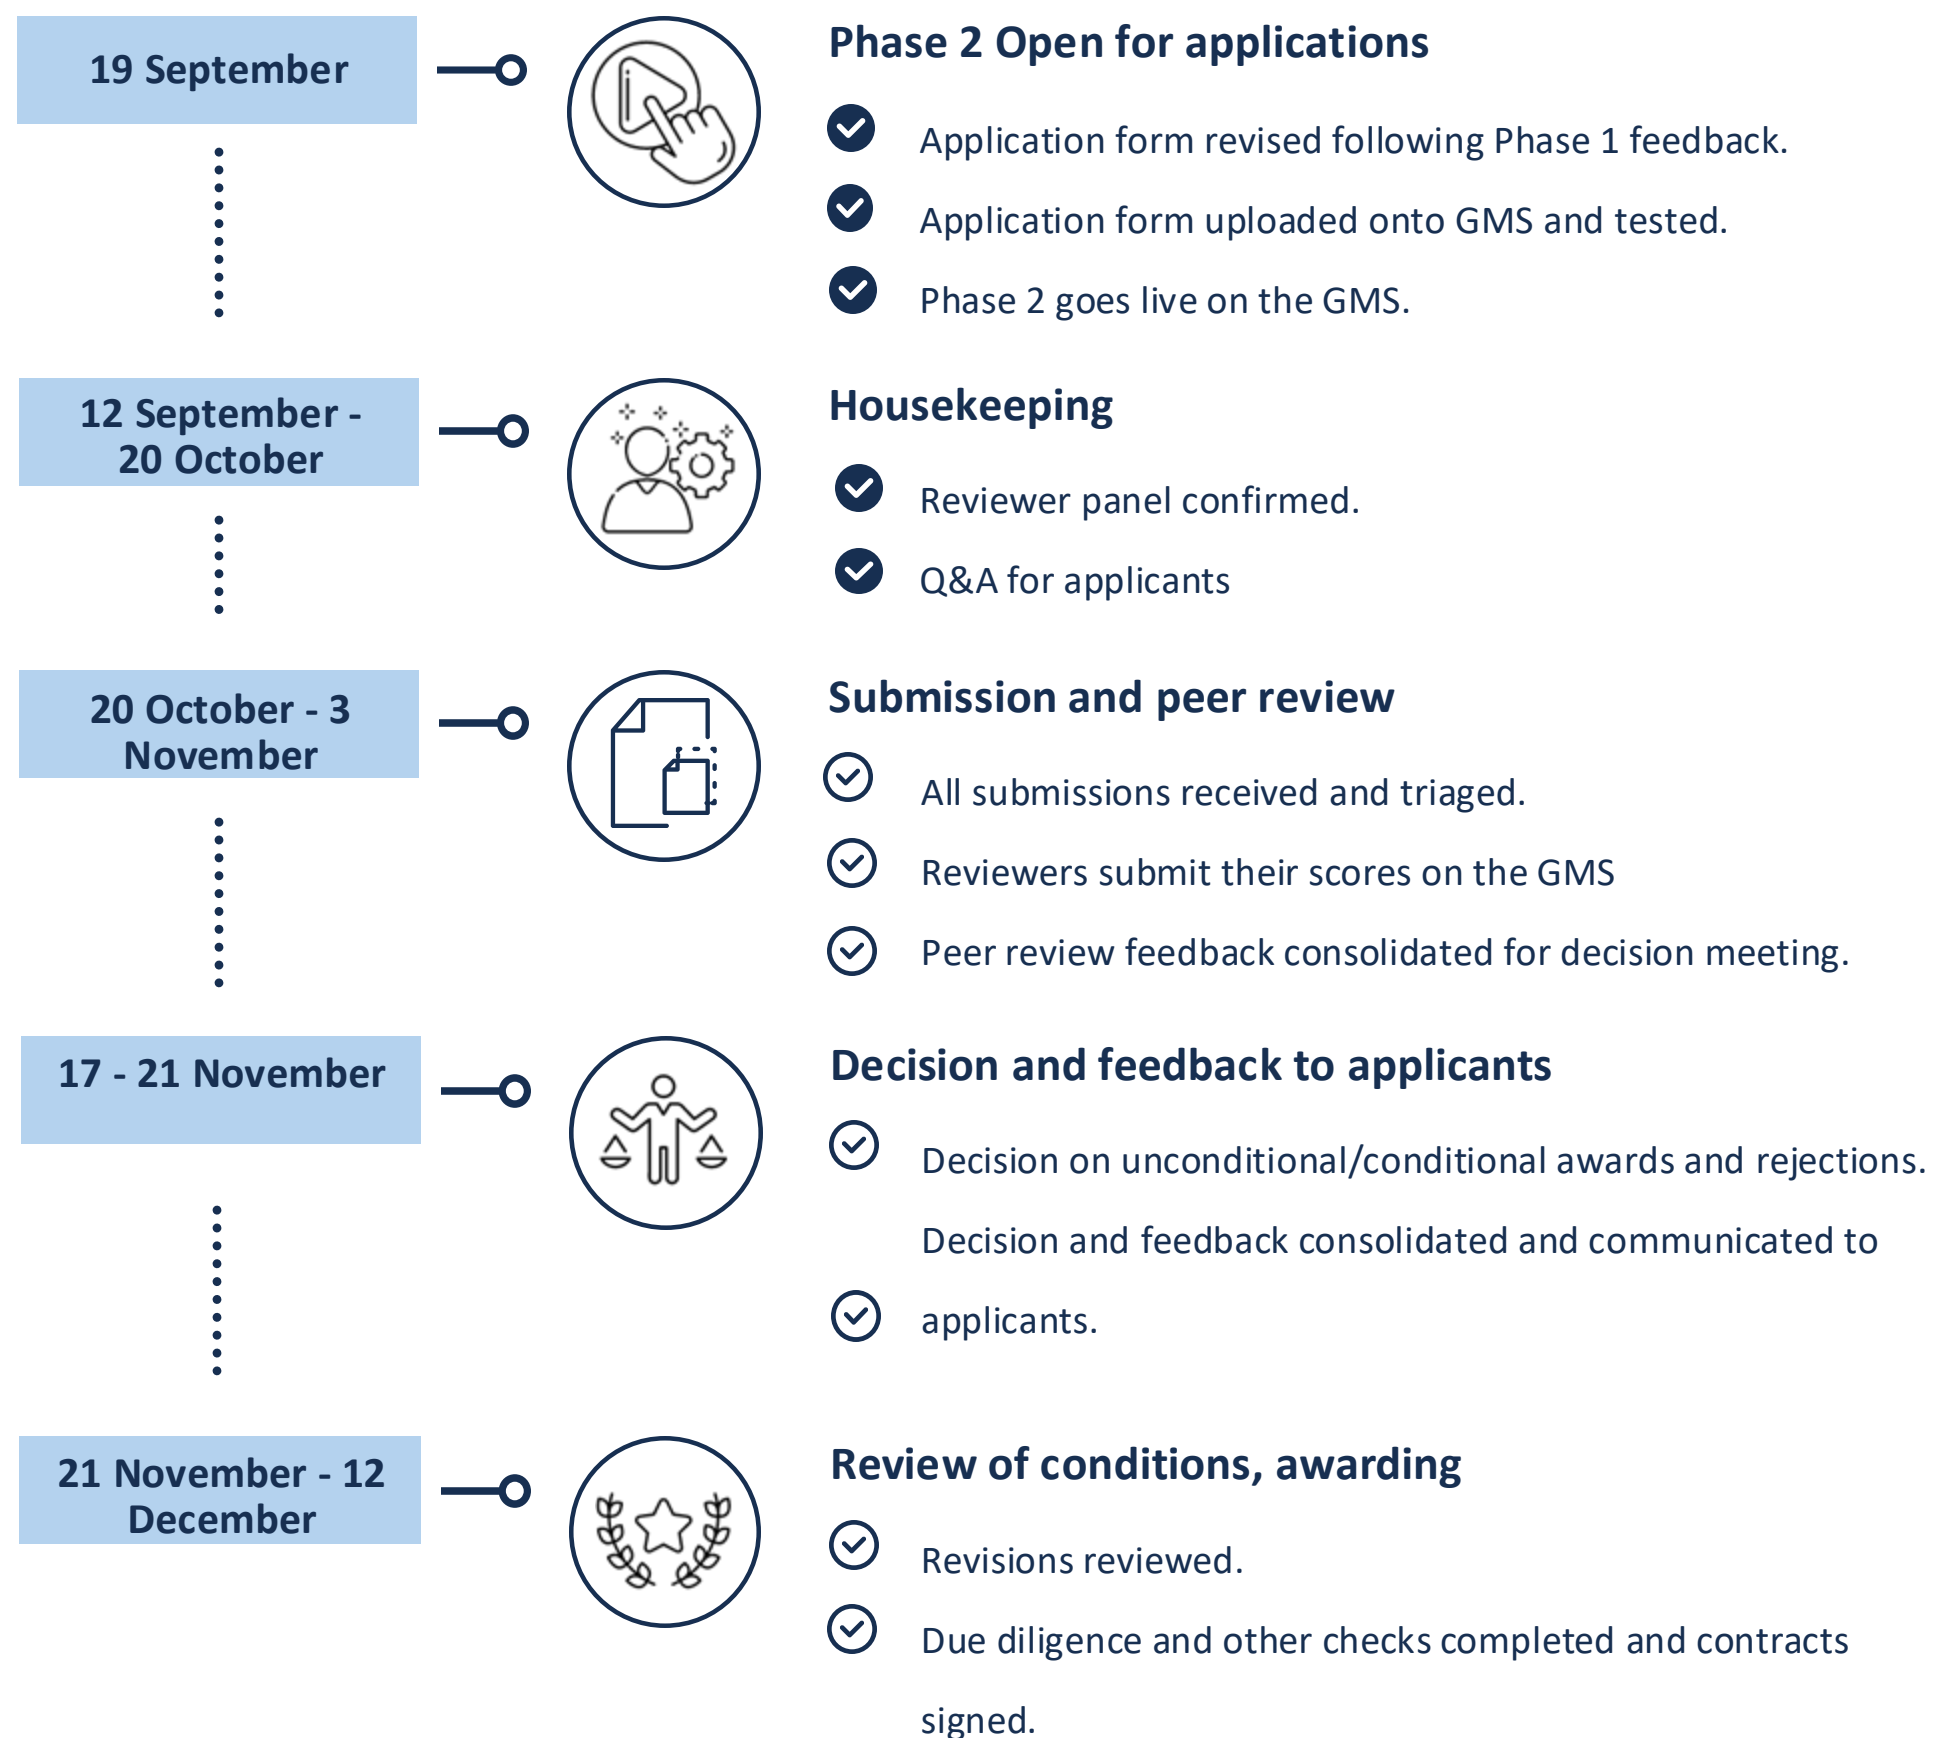 19 September
Phase 2 Open for applications
Application form revised following Phase 1 feedback.
Application form uploaded onto GMS and tested.
Phase 2 goes live on the GMS.
12 September -
20 October
Housekeeping
Reviewer panel confirmed.
Q&A for applicants
20 October - 3
November
Submission and peer review
All submissions received and triaged.
Reviewers submit their scores on the GMS
Peer review feedback consolidated for decision meeting.
17 - 21 November
Decision and feedback to applicants
Decision on unconditional/conditional awards and rejections.
Decision and feedback consolidated and communicated to
applicants.
21 November - 12
December
Review of conditions, awarding
Revisions reviewed.
Due diligence and other checks completed and contracts
signed.